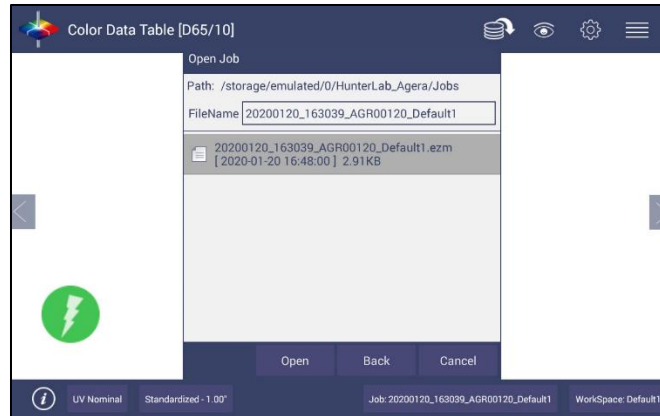 Color Data Table [D65/10]
Open Job
Path: /storage/emulated/0/HunterLab_Agera/Jobs
FileName 20200120_163039_AGR00120_Default1
20200120_163039_AGR00120_Default1.ezm
[ 2020-01-20 16:48:00 ] 2.91KB
Open Back Cancel
i UV Nominal Standardized - 1.00" Job: 20200120_163039_AGR00120_Default1 WorkSpace: Default1